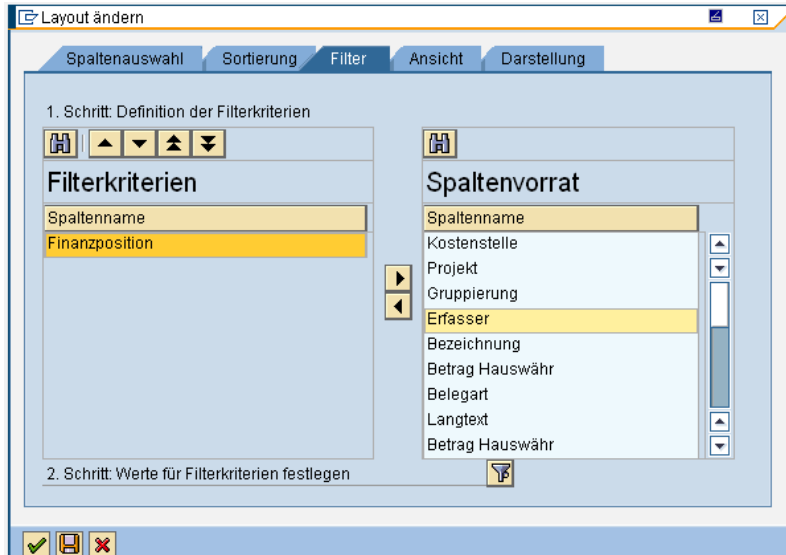 Layout ändern
Spaltenauswahl Sortierung Filter Ansicht Darstellung
1. Schritt: Definition der Filterkriterien
Filterkriterien
Spaltenname
Finanzposition
Spaltenvorrat
Spaltenname
Kostenstelle
Projekt
Gruppierung
Erfasser
Bezeichnung
Betrag Hauswähr
Belegart
Langtext
Betrag Hauswähr
2. Schritt: Werte für Filterkriterien festlegen